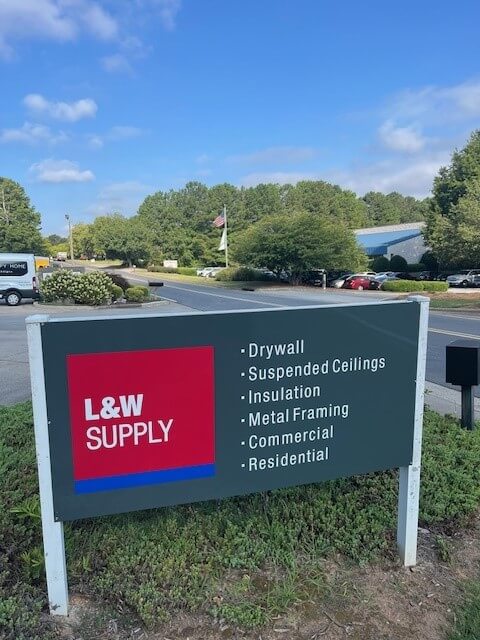 L&W
SUPPLY
· Drywall
· Suspended Ceilings
· Insulation
· Metal Framing
· Commercial
· Residential